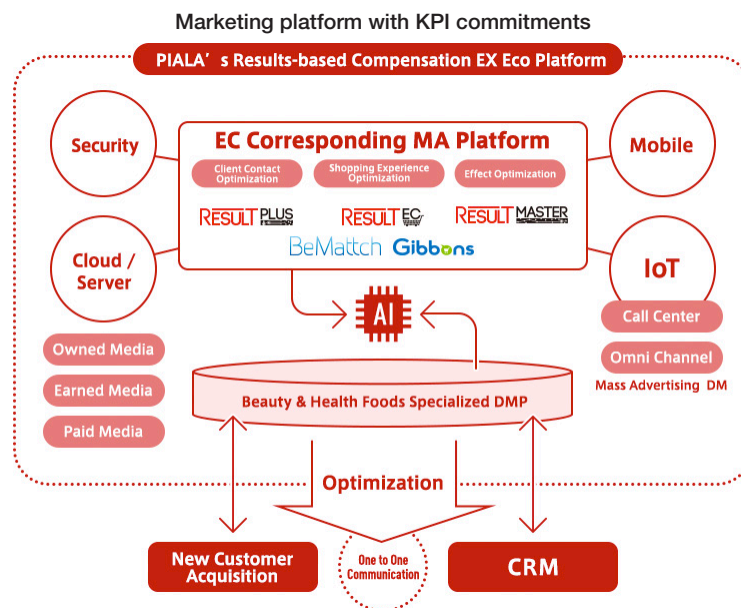 Marketing platform with KPI commitments
PIALA’s Results-based Compensation EX Eco Platform
Security
Mobile
EC Corresponding MA Platform
Client Contact
Optimization
Shopping Experience
Optimization
Effect Optimization
RESULT PLUS
RESULT EC
RESULT MASTER
BeMattch Gibbons
Cloud /
Server
IoT
AI
Call Center
Omni Channel
Mass Advertising DM
Owned Media
Earned Media
Paid Media
Beauty & Health Foods Specialized DMP
Optimization
New Customer
Acquisition
One to One
Communication
CRM